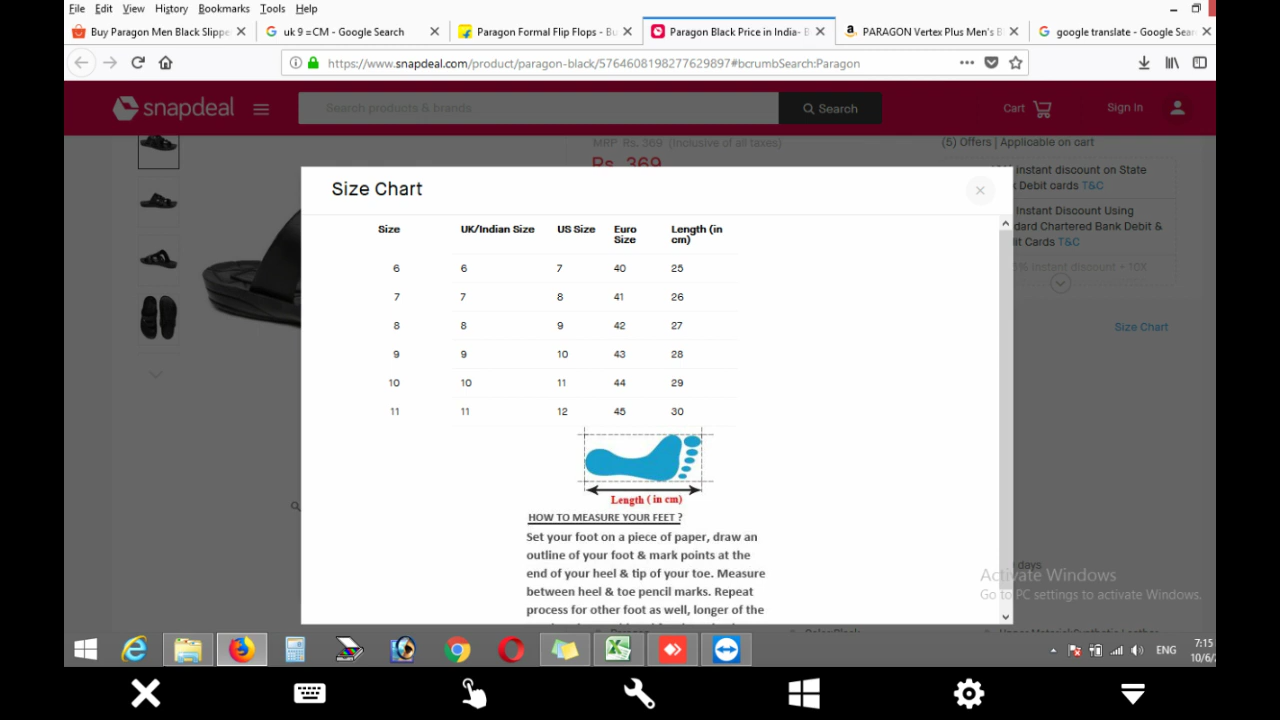 File Edit View History Bookmarks Tools Help
Buy Paragon Men Black Slippe
uk 9 =CM - Google Search
Paragon Formal Flip Flops - Bu
Paragon Black Price in India- B
PARAGON Vertex Plus Men's B
google translate - Google Sear
https://www.snapdeal.com/product/paragon-black/5764608198277629897#bcrumbSearch:Paragon
snapdeal
Search products & brands
Search
Cart
Sign In
MRP Rs. 369 (Inclusive of all taxes)
Rs. 369
(5) Offers | Applicable on cart
instant discount on State
Debit cards T&C
instant Discount Using
dard Chartered Bank Debit &
it Cards T&C
5% instant discount + 10X
Size Chart
Size Chart
Size UK/Indian Size US Size Euro Size Length (in cm)
6 6 7 40 25
7 7 8 41 26
8 8 9 42 27
9 9 10 43 28
10 10 11 44 29
11 11 12 45 30
Length ( in cm)
HOW TO MEASURE YOUR FEET ?
Set your foot on a piece of paper, draw an
outline of your foot & mark points at the
end of your heel & tip of your toe. Measure
between heel & toe pencil marks. Repeat
process for other foot as well, longer of the
days
Activate Windows
Go to PC settings to activate Windows.
ENG
7:15
10/6/